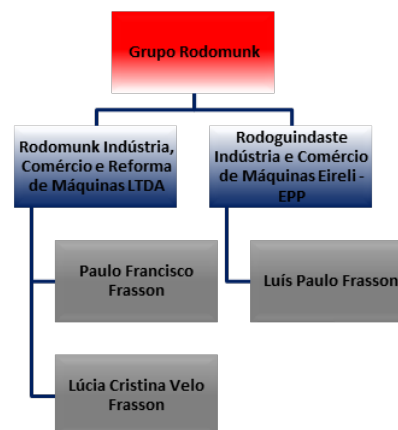 Grupo Rodomunk
Rodomunk Indústria,
Comércio e Reforma
de Máquinas LTDA
Rodoguindaste
Indústria e Comércio
de Máquinas Eireli -
EPP
Paulo Francisco
Frasson
Luís Paulo Frasson
Lúcia Cristina Velo
Frasson